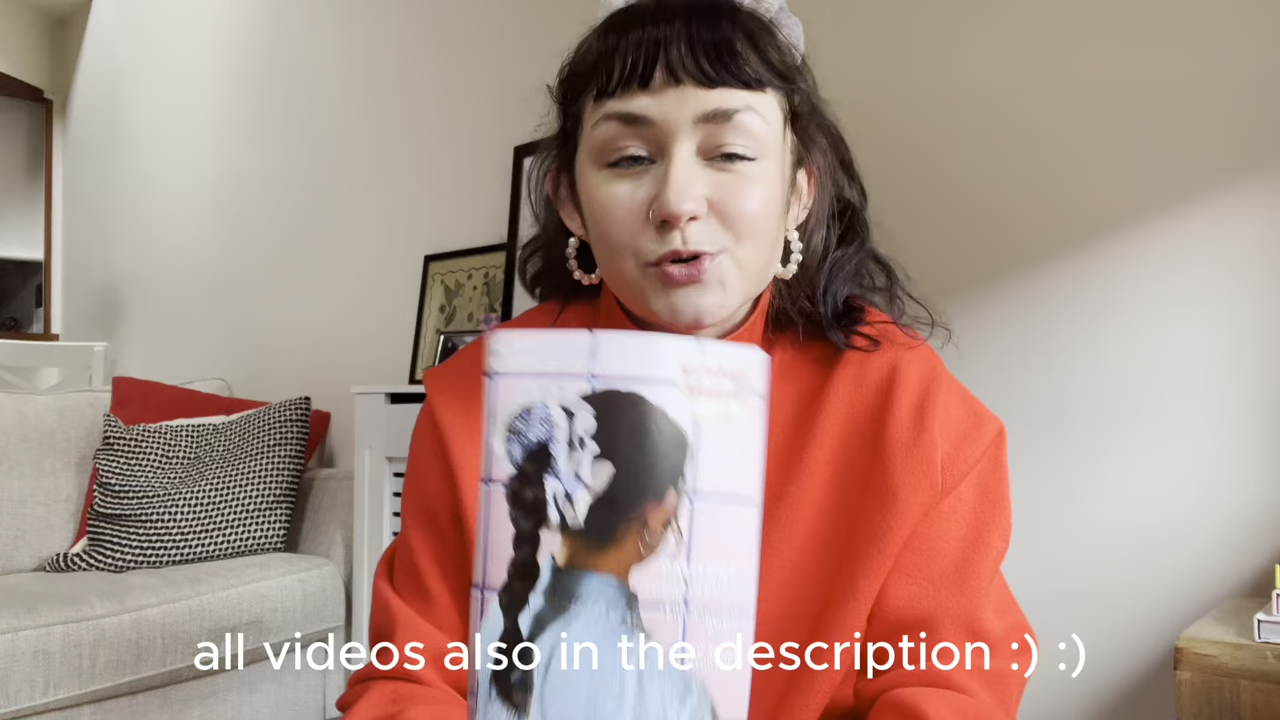 all videos also in the description :) :)